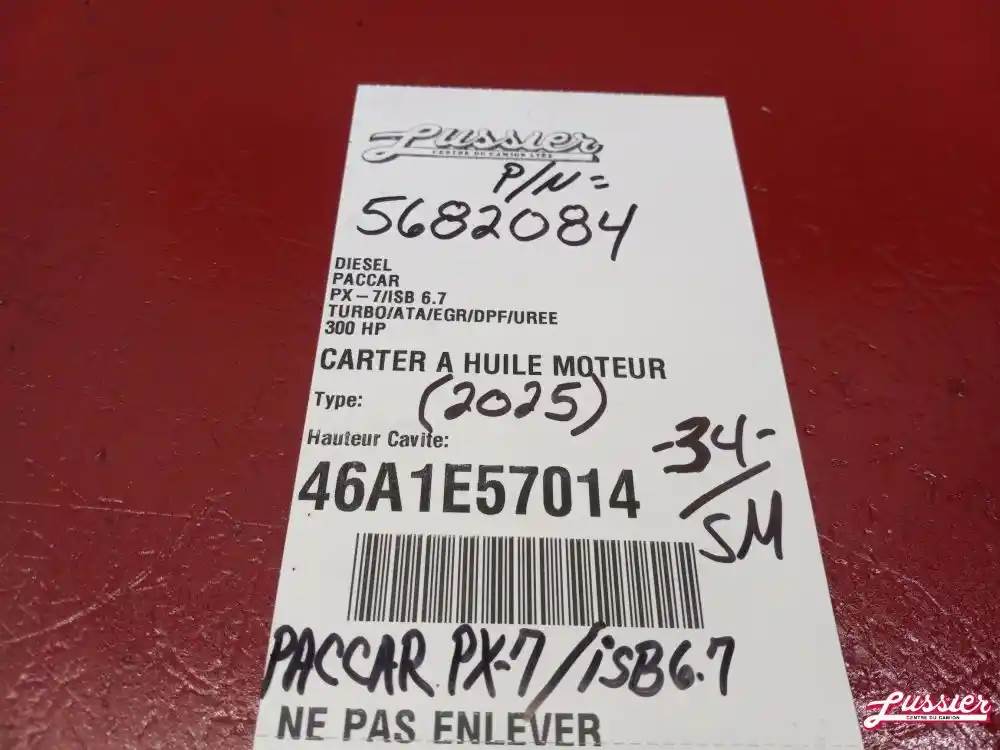 Lussier
CENTRE DU CAMION LTÉE
P/N=
5682084
DIESEL
PACCAR
PX-7/ISB 6.7
TURBO/ATA/EGR/DPF/UREE
300 HP
CARTER A HUILE MOTEUR
Type: (2025)
Hauteur Cavite:
-34-/SM
46A1E57014
PACCAR PX-7/iSB6.7
NE PAS ENLEVER
Lussier
CENTRE DU CAMION